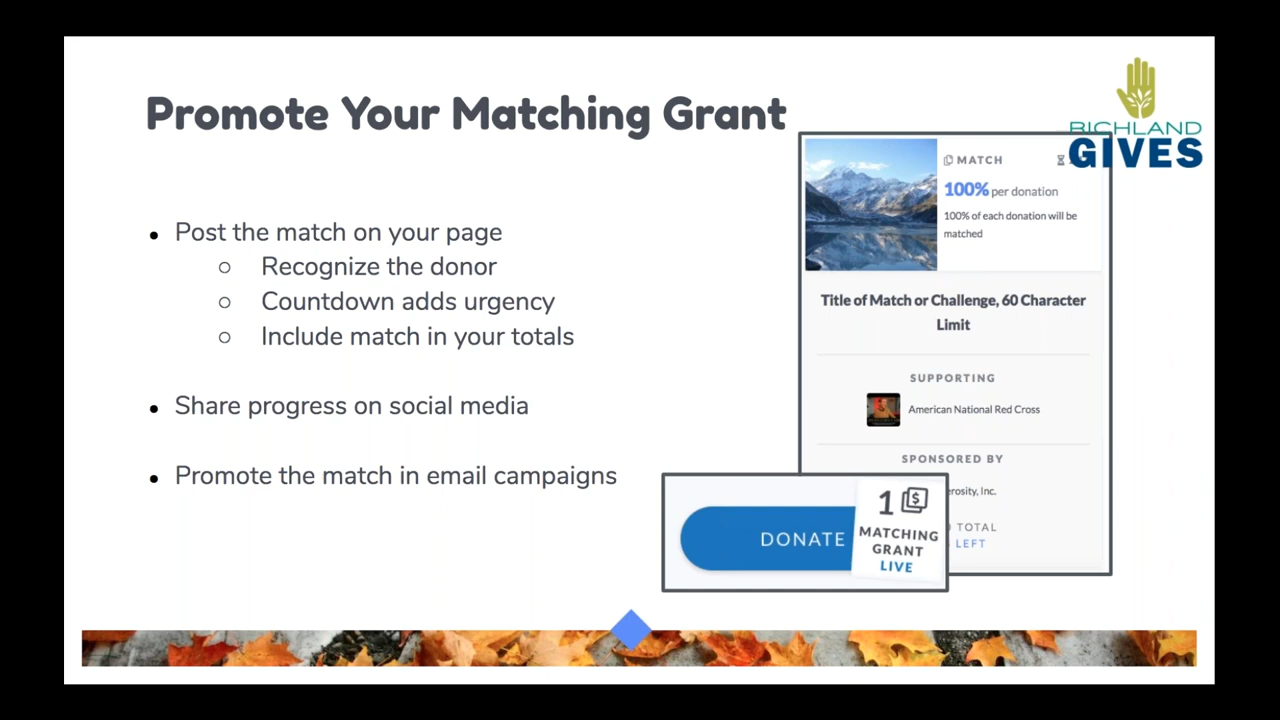 Promote Your Matching Grant
RICHLAND
GIVES
Post the match on your page
Recognize the donor
Countdown adds urgency
Include match in your totals
Share progress on social media
Promote the match in email campaigns
MATCH
100% per donation
100% of each donation will be
matched
Title of Match or Challenge, 60 Character
Limit
SUPPORTING
American National Red Cross
SPONSORED BY
erosity, Inc.
TOTAL
LEFT
DONATE
1
MATCHING
GRANT
LIVE